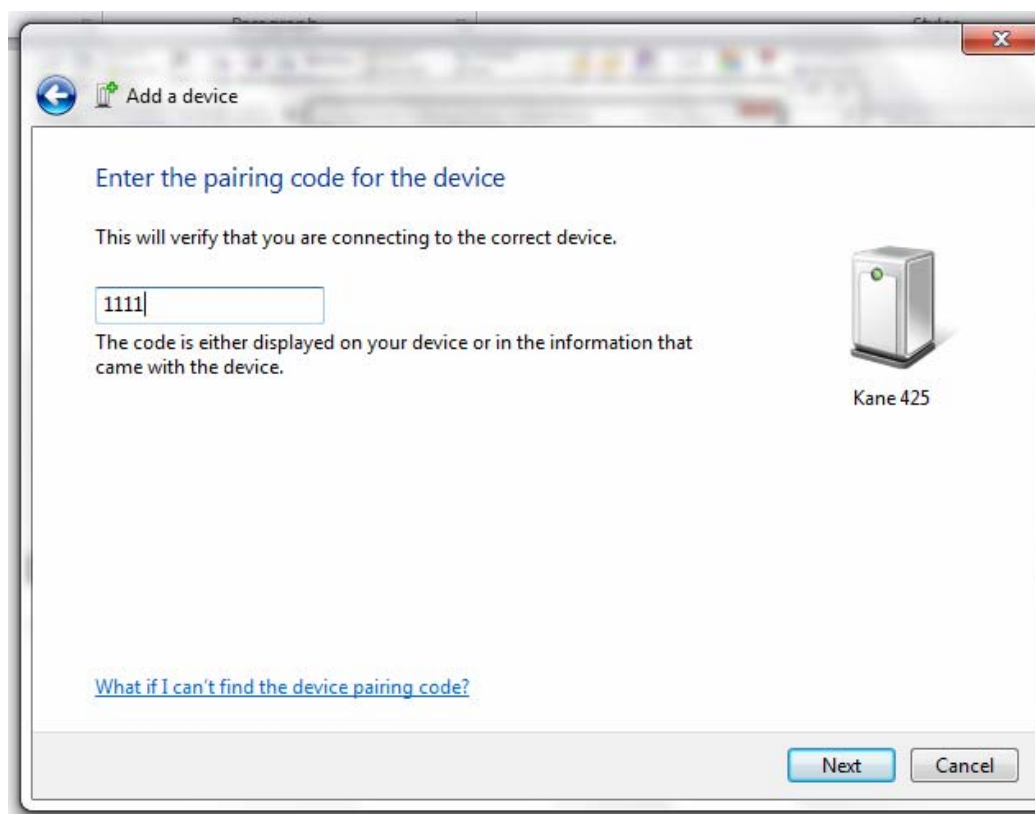 Paragraph
Styles
Add a device
Enter the pairing code for the device
This will verify that you are connecting to the correct device.
1111
The code is either displayed on your device or in the information that
came with the device.
Kane 425
What if I can't find the device pairing code?
Next
Cancel